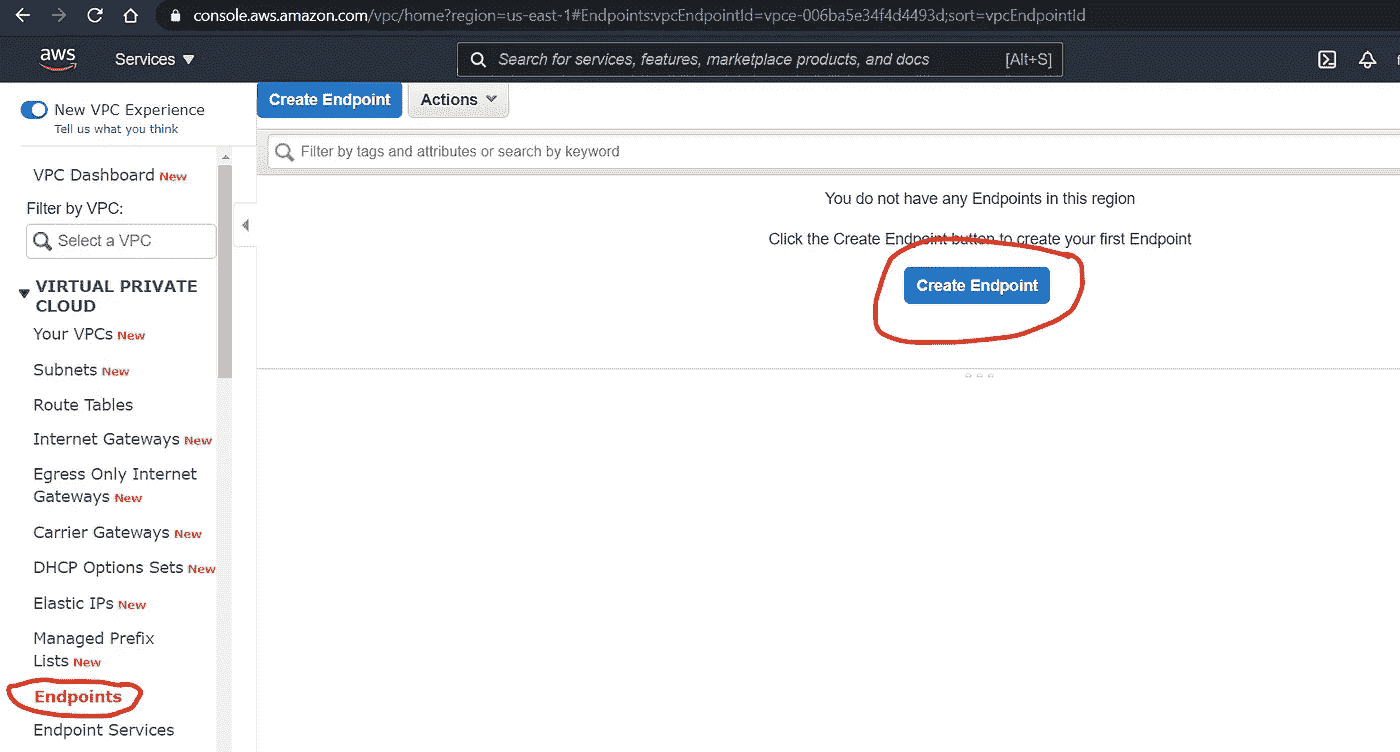 console.aws.amazon.com/vpc/home?region=us-east-1#Endpoints:vpcEndpointId=vpce-006ba5e34f4d4493d;sort=vpcEndpointId
aws Services Search for services, features, marketplace products, and docs [Alt+S]
New VPC Experience
Tell us what you think
Create Endpoint Actions
Filter by tags and attributes or search by keyword
VPC Dashboard New
Filter by VPC:
Select a VPC
VIRTUAL PRIVATE
CLOUD
Your VPCs New
Subnets New
Route Tables
Internet Gateways New
Egress Only Internet
Gateways New
Carrier Gateways New
DHCP Options Sets New
Elastic IPs New
Managed Prefix
Lists New
Endpoints
Endpoint Services
You do not have any Endpoints in this region
Click the Create Endpoint button to create your first Endpoint
Create Endpoint